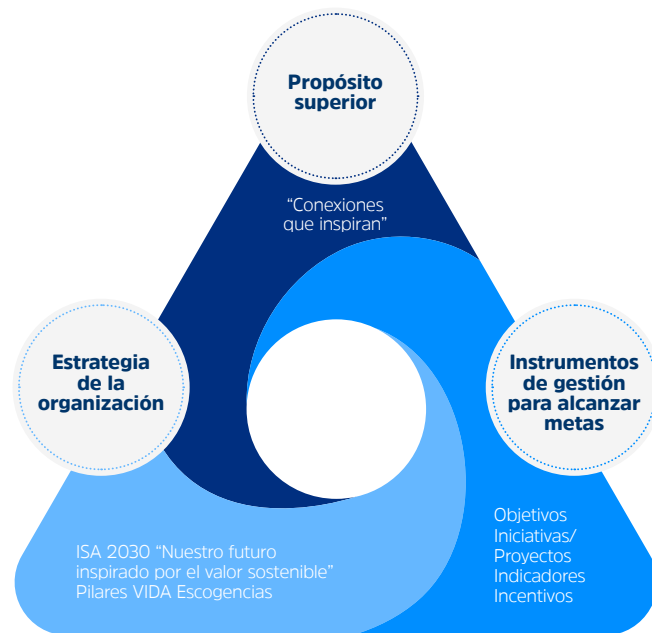 Propósito
superior
“Conexiones
que inspiran”
Estrategia
de la
organización
Instrumentos
de gestión
para alcanzar
metas
ISA 2030 “Nuestro futuro
inspirado por el valor sostenible”
Pilares VIDA Escogencias
Objetivos
Iniciativas/
Proyectos
Indicadores
Incentivos